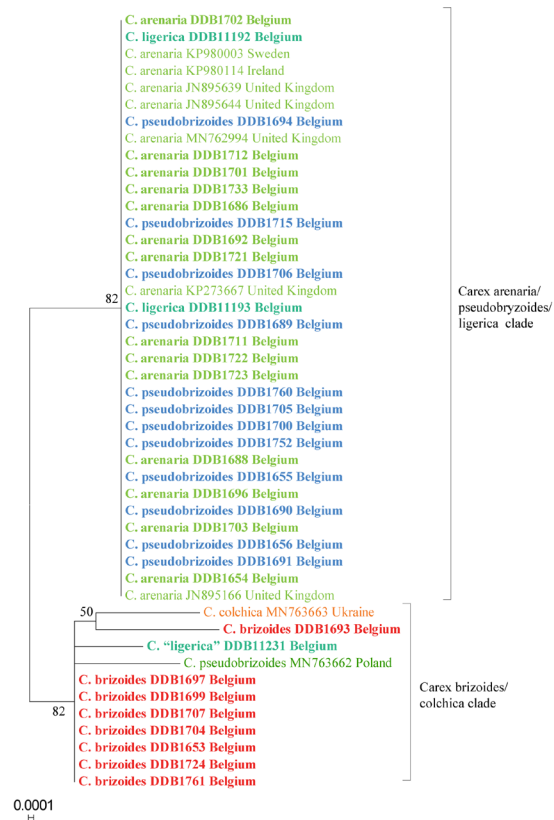 C. arenaria DDB1702 Belgium
C. ligerica DDB11192 Belgium
C. arenaria KP980003 Sweden
C. arenaria KP980114 Ireland
C. arenaria JN895639 United Kingdom
C. arenaria JN895644 United Kingdom
C. pseudobrizoides DDB1694 Belgium
C. arenaria MN762994 United Kingdom
C. arenaria DDB1712 Belgium
C. arenaria DDB1701 Belgium
C. arenaria DDB1733 Belgium
C. arenaria DDB1686 Belgium
C. pseudobrizoides DDB1715 Belgium
C. arenaria DDB1692 Belgium
C. arenaria DDB1721 Belgium
C. pseudobrizoides DDB1706 Belgium
C. arenaria KP273667 United Kingdom
C. ligerica DDB11193 Belgium
C. pseudobrizoides DDB1689 Belgium
C. arenaria DDB1711 Belgium
C. arenaria DDB1722 Belgium
C. arenaria DDB1723 Belgium
C. pseudobrizoides DDB1760 Belgium
C. pseudobrizoides DDB1705 Belgium
C. pseudobrizoides DDB1700 Belgium
C. pseudobrizoides DDB1752 Belgium
C. arenaria DDB1688 Belgium
C. pseudobrizoides DDB1655 Belgium
C. arenaria DDB1696 Belgium
C. pseudobrizoides DDB1690 Belgium
C. arenaria DDB1703 Belgium
C. pseudobrizoides DDB1656 Belgium
C. pseudobrizoides DDB1691 Belgium
C. arenaria DDB1654 Belgium
C. arenaria JN895166 United Kingdom
82
Carex arenaria/
pseudobryzoides/
ligerica clade
50
C. colchica MN763663 Ukraine
C. brizoides DDB1693 Belgium
C. "ligerica" DDB11231 Belgium
C. pseudobrizoides MN763662 Poland
C. brizoides DDB1697 Belgium
C. brizoides DDB1699 Belgium
C. brizoides DDB1707 Belgium
C. brizoides DDB1704 Belgium
C. brizoides DDB1653 Belgium
C. brizoides DDB1724 Belgium
C. brizoides DDB1761 Belgium
82
Carex brizoides/
colchica clade
0.0001